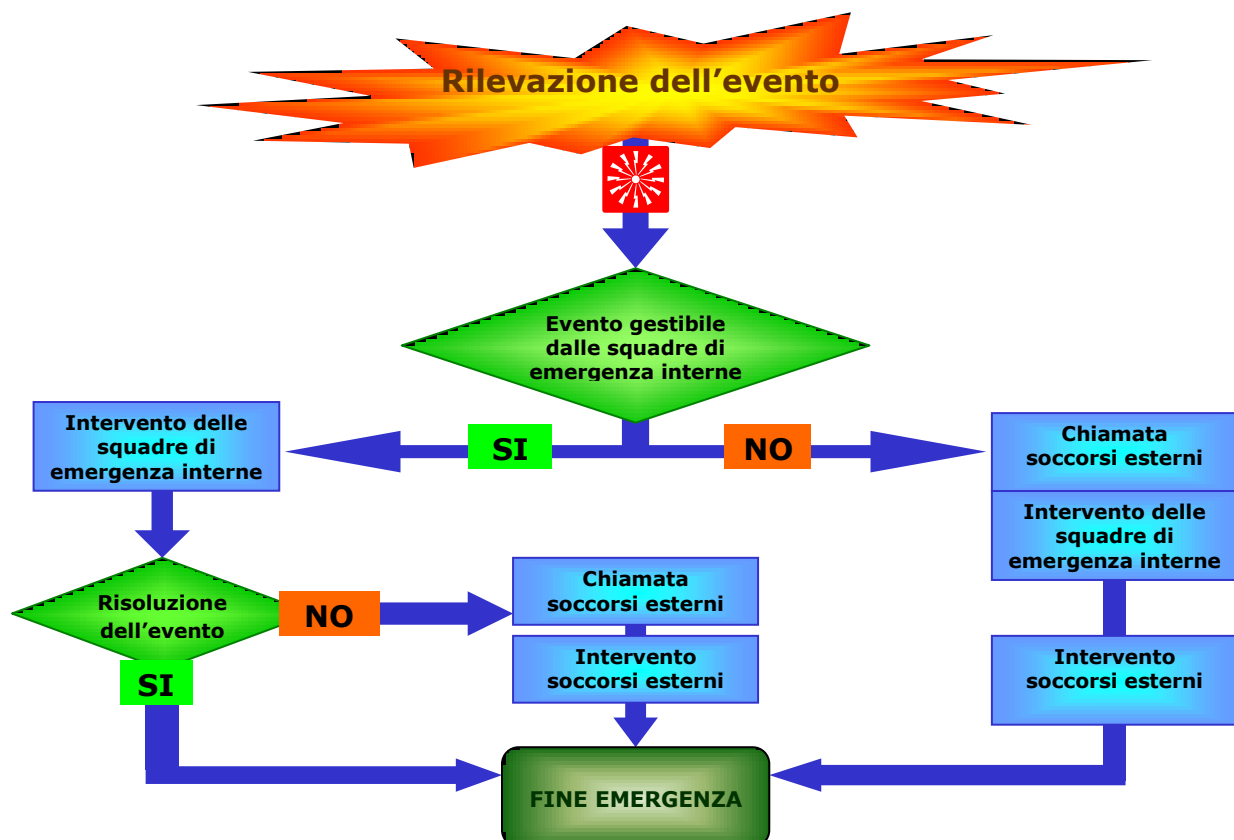 Rilevazione dell’evento
Evento gestibile
dalle squadre di
emergenza interne
SI
NO
Intervento delle
squadre di
emergenza interne
Chiamata
soccorsi esterni
Intervento delle
squadre di
emergenza interne
Risoluzione
dell’evento
NO
SI
Chiamata
soccorsi esterni
Intervento
soccorsi esterni
Intervento
soccorsi esterni
FINE EMERGENZA